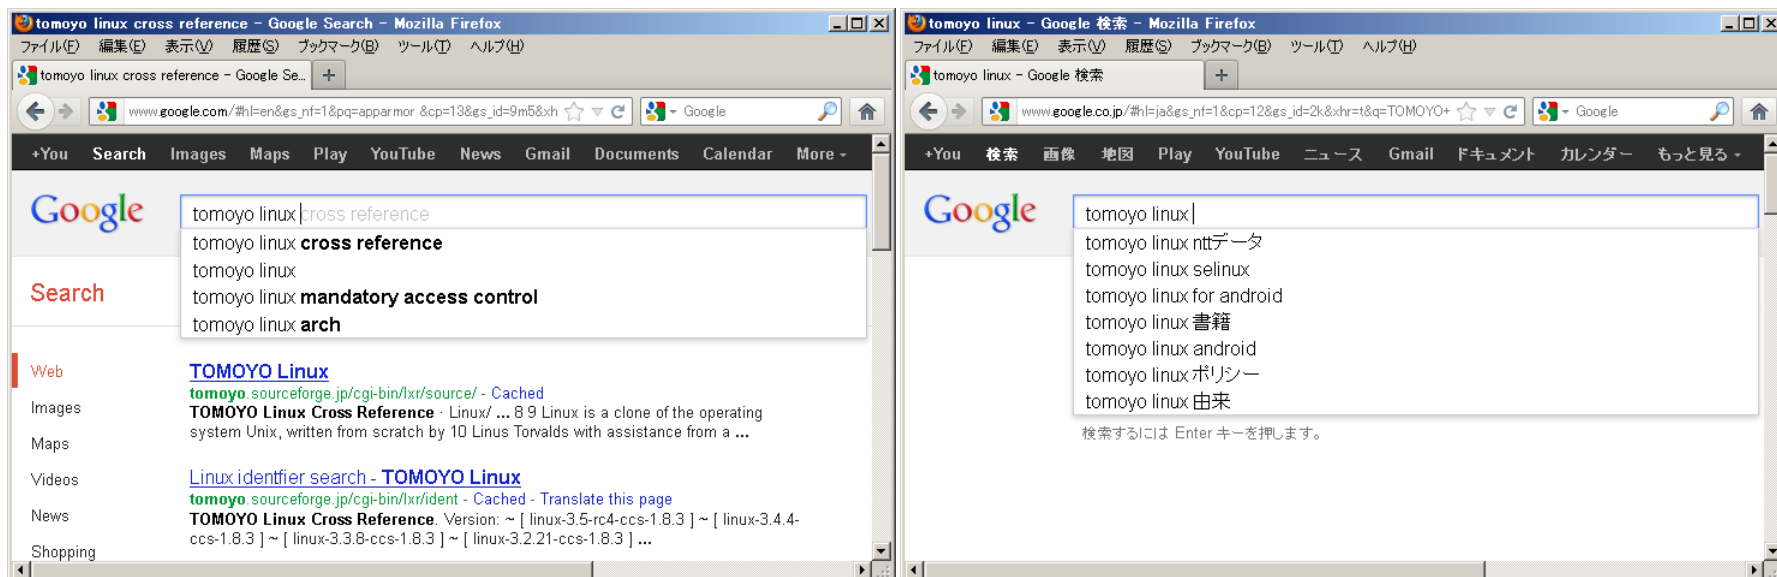 tomoyo linux cross reference - Google Search - Mozilla Firefox
ファイル(F) 編集(E) 表示(V) 履歴(S) ブックマーク(B) ツール(T) ヘルプ(H)
tomoyo linux cross reference - Google Se...
www.google.com/#hl=en&gs_nf=1&pq=apparmor &cp=13&gs_id=9m5&xh
Google
+You Search Images Maps Play YouTube News Gmail Documents Calendar More
Google
tomoyo linux cross reference
tomoyo linux cross reference
tomoyo linux
tomoyo linux mandatory access control
tomoyo linux arch
Search
Web
Images
Maps
Videos
News
Shopping
TOMOYO Linux
tomoyo.sourceforge.jp/cgi-bin/lxr/source/ - Cached
TOMOYO Linux Cross Reference · Linux/ ... 8 9 Linux is a clone of the operating
system Unix, written from scratch by 10 Linus Torvalds with assistance from a ...
Linux identfier search - TOMOYO Linux
tomoyo.sourceforge.jp/cgi-bin/lxr/ident - Cached - Translate this page
TOMOYO Linux Cross Reference. Version: ~ [ linux-3.5-rc4-ccs-1.8.3 ] ~ [ linux-3.4.4-
ccs-1.8.3 ] ~ [ linux-3.3.8-ccs-1.8.3 ] ~ [ linux-3.2.21-ccs-1.8.3 ] ...
tomoyo linux - Google 検索 - Mozilla Firefox
ファイル(F) 編集(E) 表示(V) 履歴(S) ブックマーク(B) ツール(T) ヘルプ(H)
tomoyo linux - Google 検索
www.google.co.jp/#hl=ja&gs_nf=1&cp=12&gs_id=2k&xhr=t&q=TOMOYO+
Google
+You 検索 画像 地図 Play YouTube ニュース Gmail ドキュメント カレンダー もっと見る
Google
tomoyo linux
tomoyo linux nttデータ
tomoyo linux selinux
tomoyo linux for android
tomoyo linux 書籍
tomoyo linux android
tomoyo linux ポリシー
tomoyo linux 由来
検索するには Enter キーを押します。